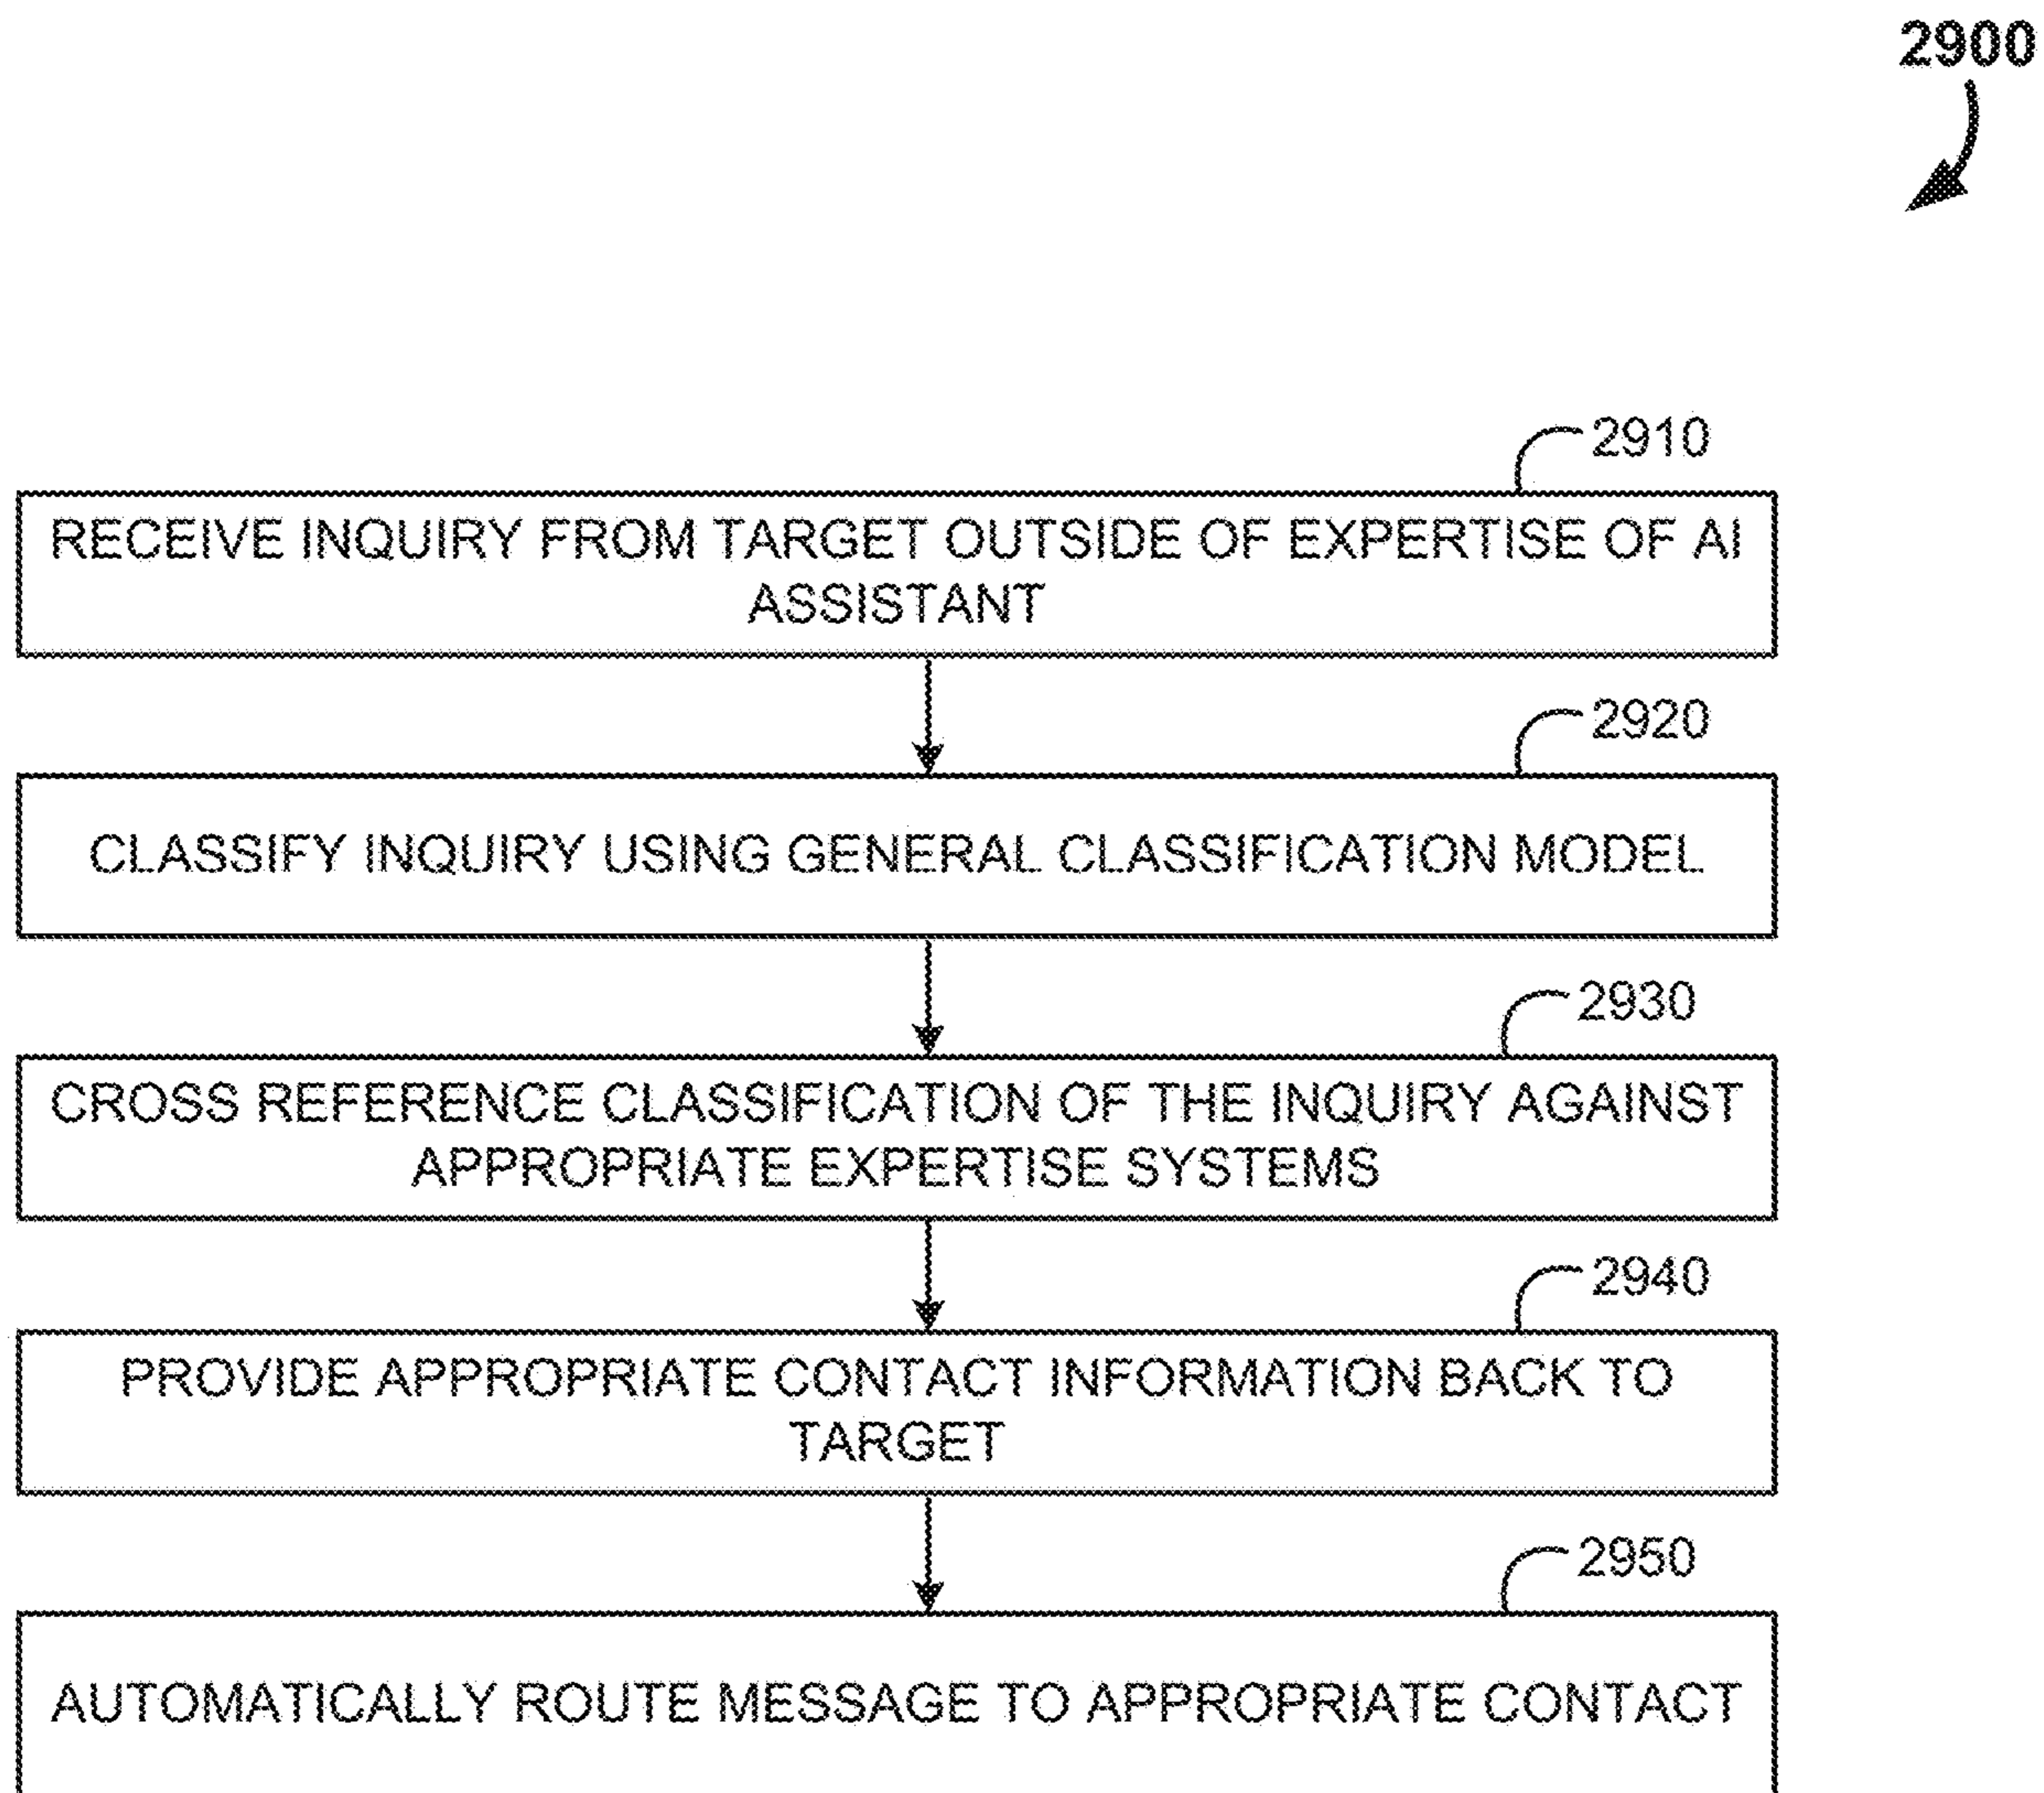 2900
2910
RECEIVE INQUIRY FROM TARGET OUTSIDE OF EXPERTISE OF AI
ASSISTANT
2920
CLASSIFY INQUIRY USING GENERAL CLASSIFICATION MODEL
2930
CROSS REFERENCE CLASSIFICATION OF THE INQUIRY AGAINST
APPROPRIATE EXPERTISE SYSTEMS
2940
PROVIDE APPROPRIATE CONTACT INFORMATION BACK TO
TARGET
2950
AUTOMATICALLY ROUTE MESSAGE TO APPROPRIATE CONTACT